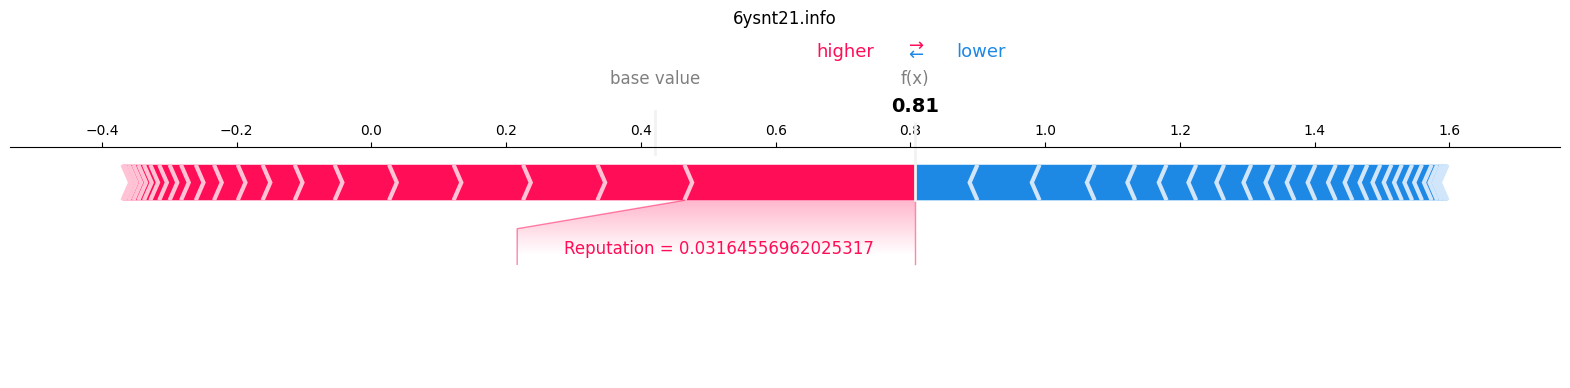 6ysnt21.info
higher → ← lower
base value f(x)
0.81
−0.4 −0.2 0.0 0.2 0.4 0.6 0.8 1.0 1.2 1.4 1.6
Reputation = 0.03164556962025317